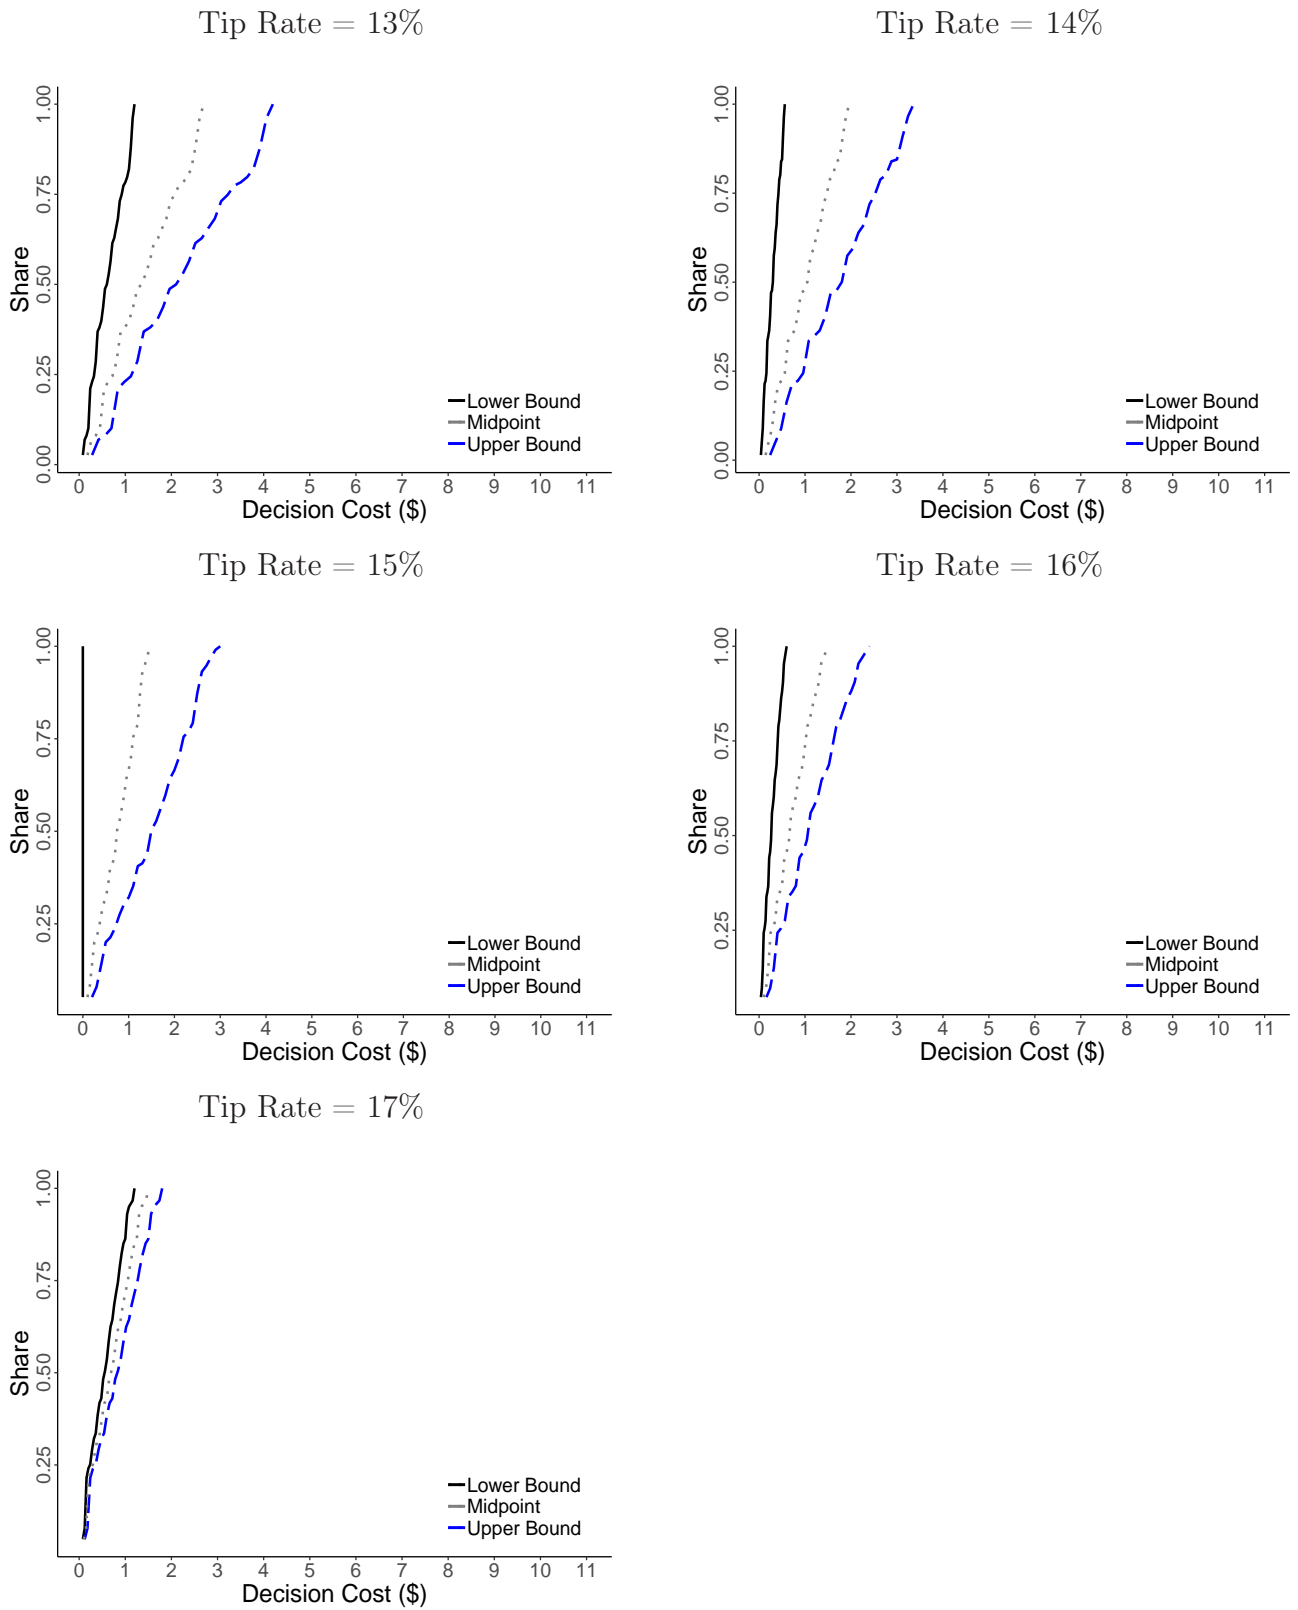 Tip Rate = 13%
1.00
0.75
0.50
0.25
0.00
Share
Lower Bound
Midpoint
Upper Bound
0 1 2 3 4 5 6 7 8 9 10 11
Decision Cost ($)
Tip Rate = 14%
1.00
0.75
0.50
0.25
0.00
Share
Lower Bound
Midpoint
Upper Bound
0 1 2 3 4 5 6 7 8 9 10 11
Decision Cost ($)
Tip Rate = 15%
1.00
0.75
0.50
0.25
Share
Lower Bound
Midpoint
Upper Bound
0 1 2 3 4 5 6 7 8 9 10 11
Decision Cost ($)
Tip Rate = 16%
1.00
0.75
0.50
0.25
Share
Lower Bound
Midpoint
Upper Bound
0 1 2 3 4 5 6 7 8 9 10 11
Decision Cost ($)
Tip Rate = 17%
1.00
0.75
0.50
0.25
Share
Lower Bound
Midpoint
Upper Bound
0 1 2 3 4 5 6 7 8 9 10 11
Decision Cost ($)